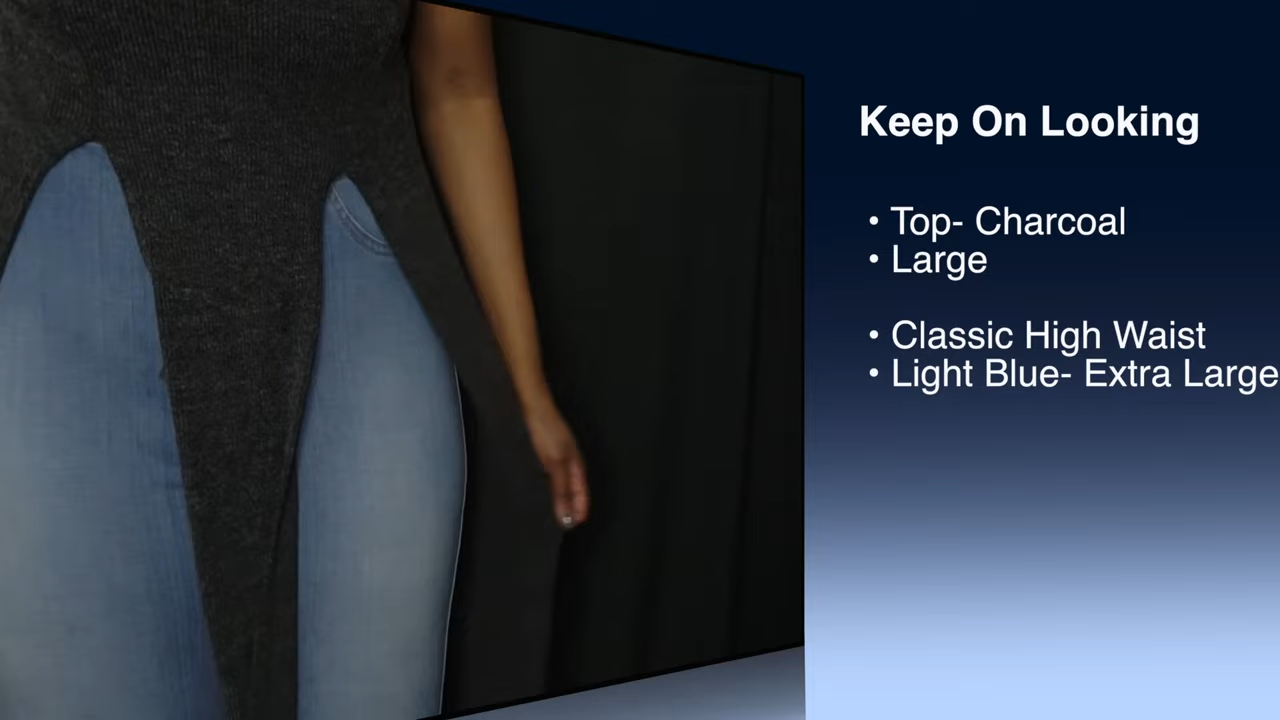 Keep On Looking
• Top- Charcoal
• Large
• Classic High Waist
• Light Blue- Extra Large